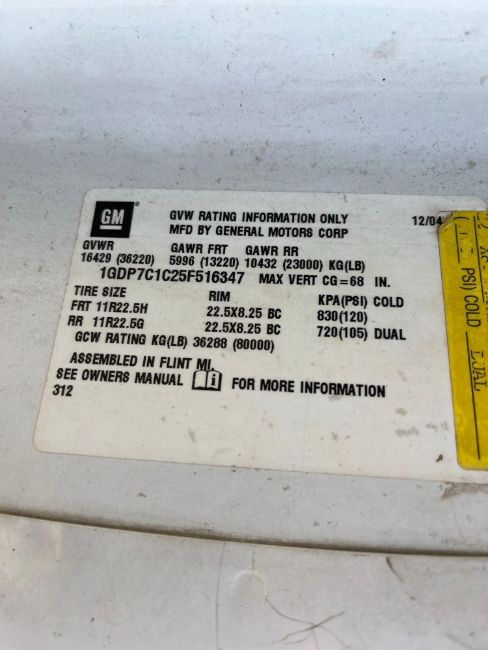 GM
GVW RATING INFORMATION ONLY
MFD BY GENERAL MOTORS CORP
12/04
GVWR GAWR FRT GAWR RR
16429 (36220) 5996 (13220) 10432 (23000) KG(LB)
1GDP7C1C25F516347 MAX VERT CG=68 IN.
TIRE SIZE RIM KPA(PSI) COLD
FRT 11R22.5H 22.5X8.25 BC 830(120)
RR 11R22.5G 22.5X8.25 BC 720(105) DUAL
GCW RATING KG(LB) 36288 (80000)
ASSEMBLED IN FLINT MI.
SEE OWNERS MANUAL i FOR MORE INFORMATION
312
PSI) COLD
LJAL